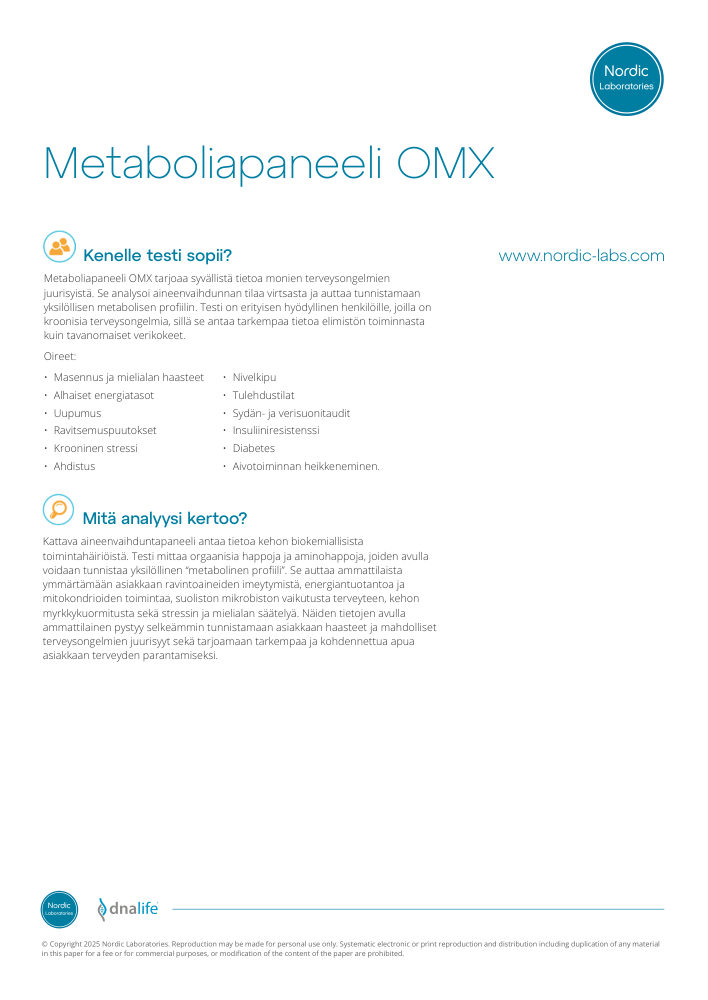 Nordic
Laboratories
Metaboliapaneeli OMX
Kenelle testi sopii?
www.nordic-labs.com
Metaboliapaneeli OMX tarjoaa syvällistä tietoa monien terveysongelmien
juurisyistä. Se analysoi aineenvaihdunnan tilaa virtsasta ja auttaa tunnistamaan
yksilöllisen metabolisen profiilin. Testi on erityisen hyödyllinen henkilöille, joilla on
kroonisia terveysongelmia, sillä se antaa tarkempaa tietoa elimistön toiminnasta
kuin tavanomaiset verikokeet.
Oireet:
• Masennus ja mielialan haasteet
• Alhaiset energiatasot
• Uupumus
• Ravitsemuspuutokset
• Krooninen stressi
• Ahdistus
• Nivelkipu
• Tulehdustilat
• Sydän- ja verisuonitaudit
• Insuliiniresistenssi
• Diabetes
• Aivotoiminnan heikkeneminen.
Mitä analyysi kertoo?
Kattava aineenvaihduntapaneeli antaa tietoa kehon biokemiallisista
toimintahäiriöistä. Testi mittaa orgaanisia happoja ja aminohappoja, joiden avulla
voidaan tunnistaa yksilöllinen “metabolinen profiili”. Se auttaa ammattilaista
ymmärtämään asiakkaan ravintoaineiden imeytymistä, energiantuotantoa ja
mitokondrioiden toimintaa, suoliston mikrobiston vaikutusta terveyteen, kehon
myrkkykuormitusta sekä stressin ja mielialan säätelyä. Näiden tietojen avulla
ammattilainen pystyy selkeämmin tunnistamaan asiakkaan haasteet ja mahdolliset
terveysongelmien juurisyyt sekä tarjoamaan tarkempaa ja kohdennettua apua
asiakkaan terveyden parantamiseksi.
Nordic
Laboratories
dnalife
© Copyright 2025 Nordic Laboratories. Reproduction may be made for personal use only. Systematic electronic or print reproduction and distribution including duplication of any material
in this paper for a fee or for commercial purposes, or modification of the content of the paper are prohibited.